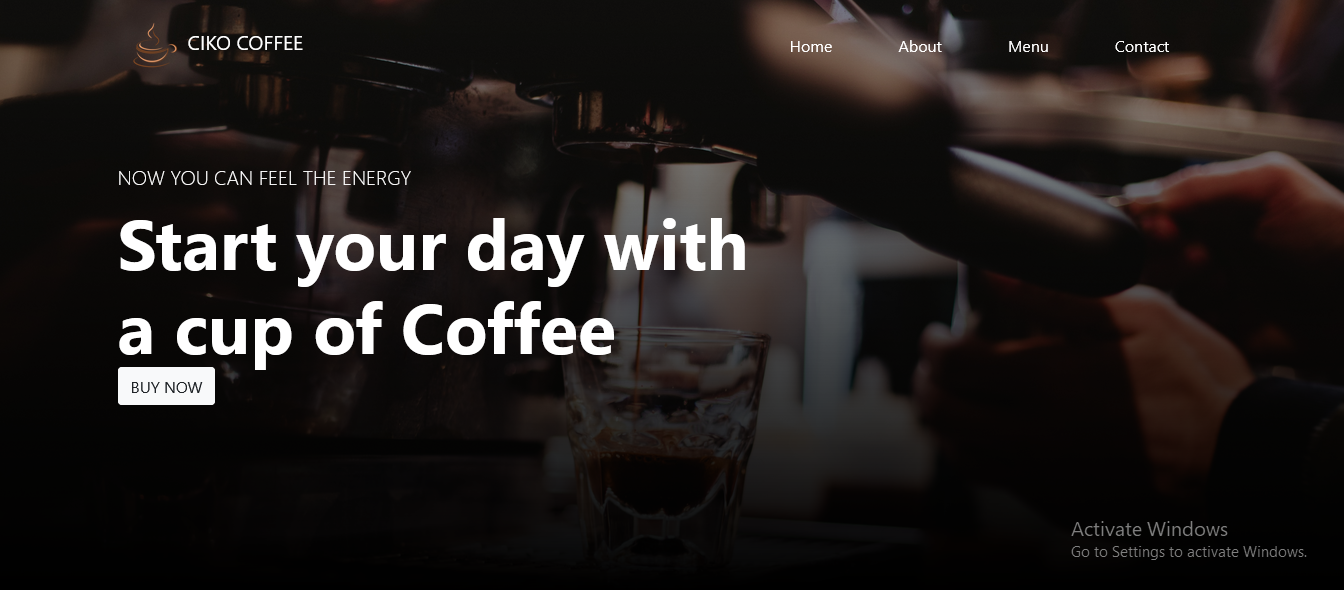 CIKO COFFEE
Home About Menu Contact
NOW YOU CAN FEEL THE ENERGY
Start your day with
a cup of Coffee
BUY NOW
Activate Windows
Go to Settings to activate Windows.